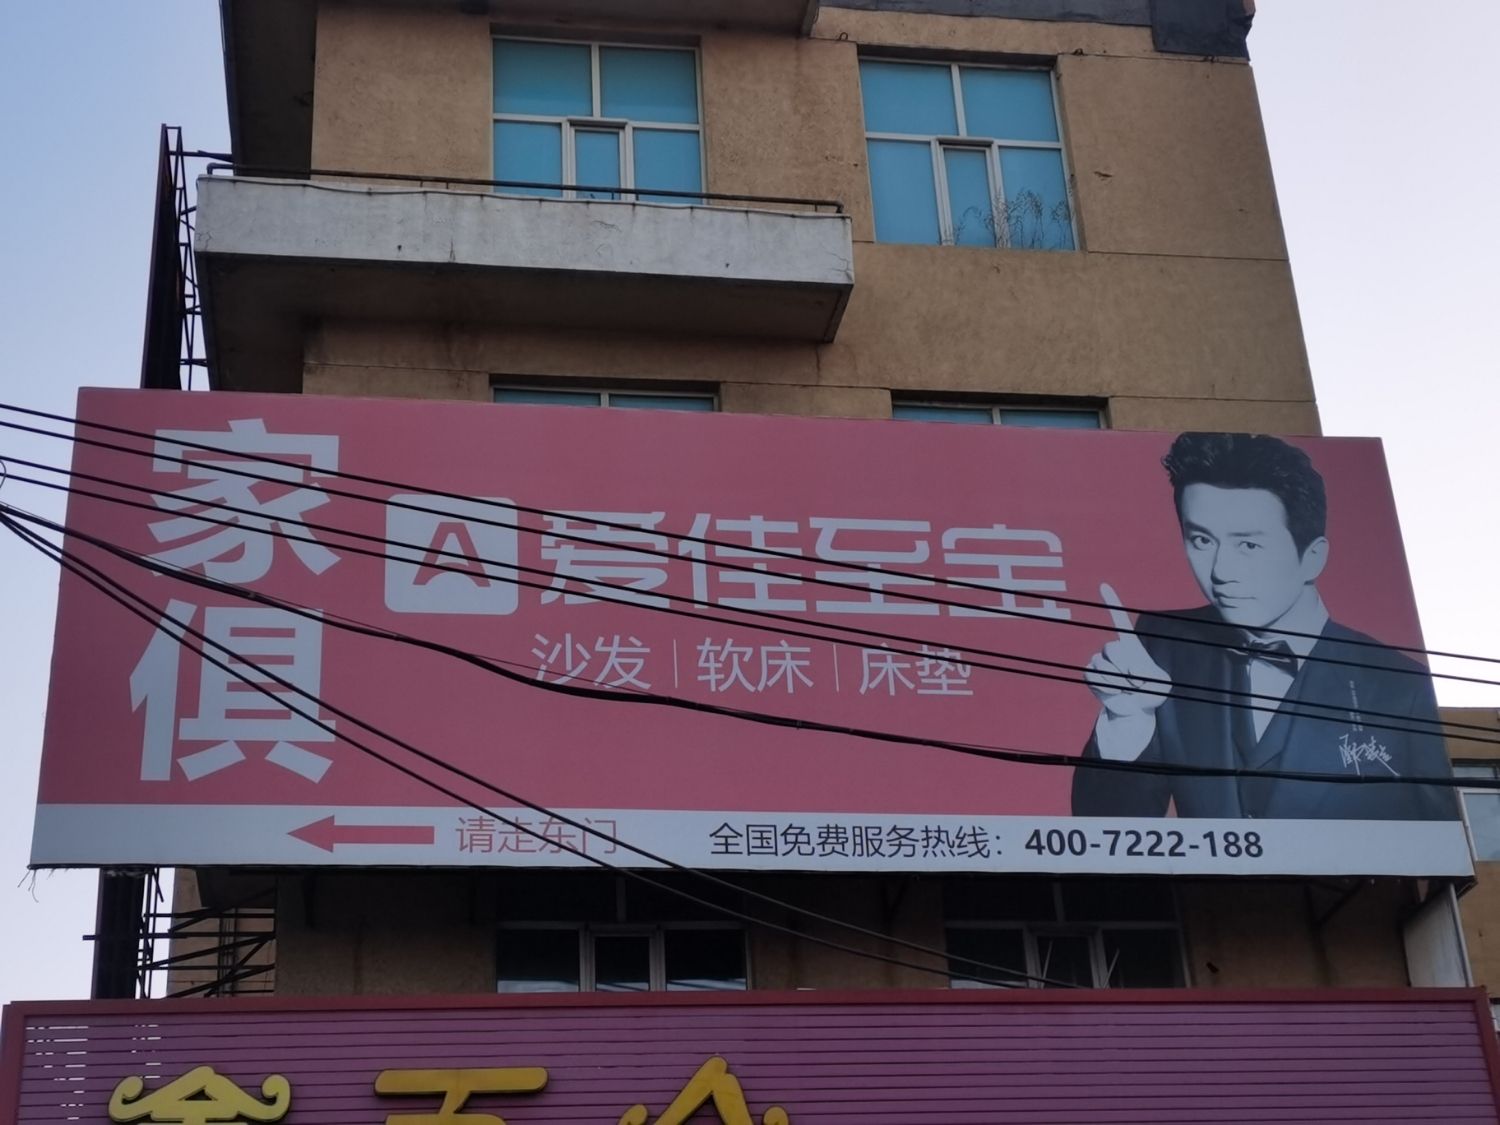 家俱
A 爱佳至宝
沙发 | 软床 | 床垫
请走东门
全国免费服务热线：400-7222-188